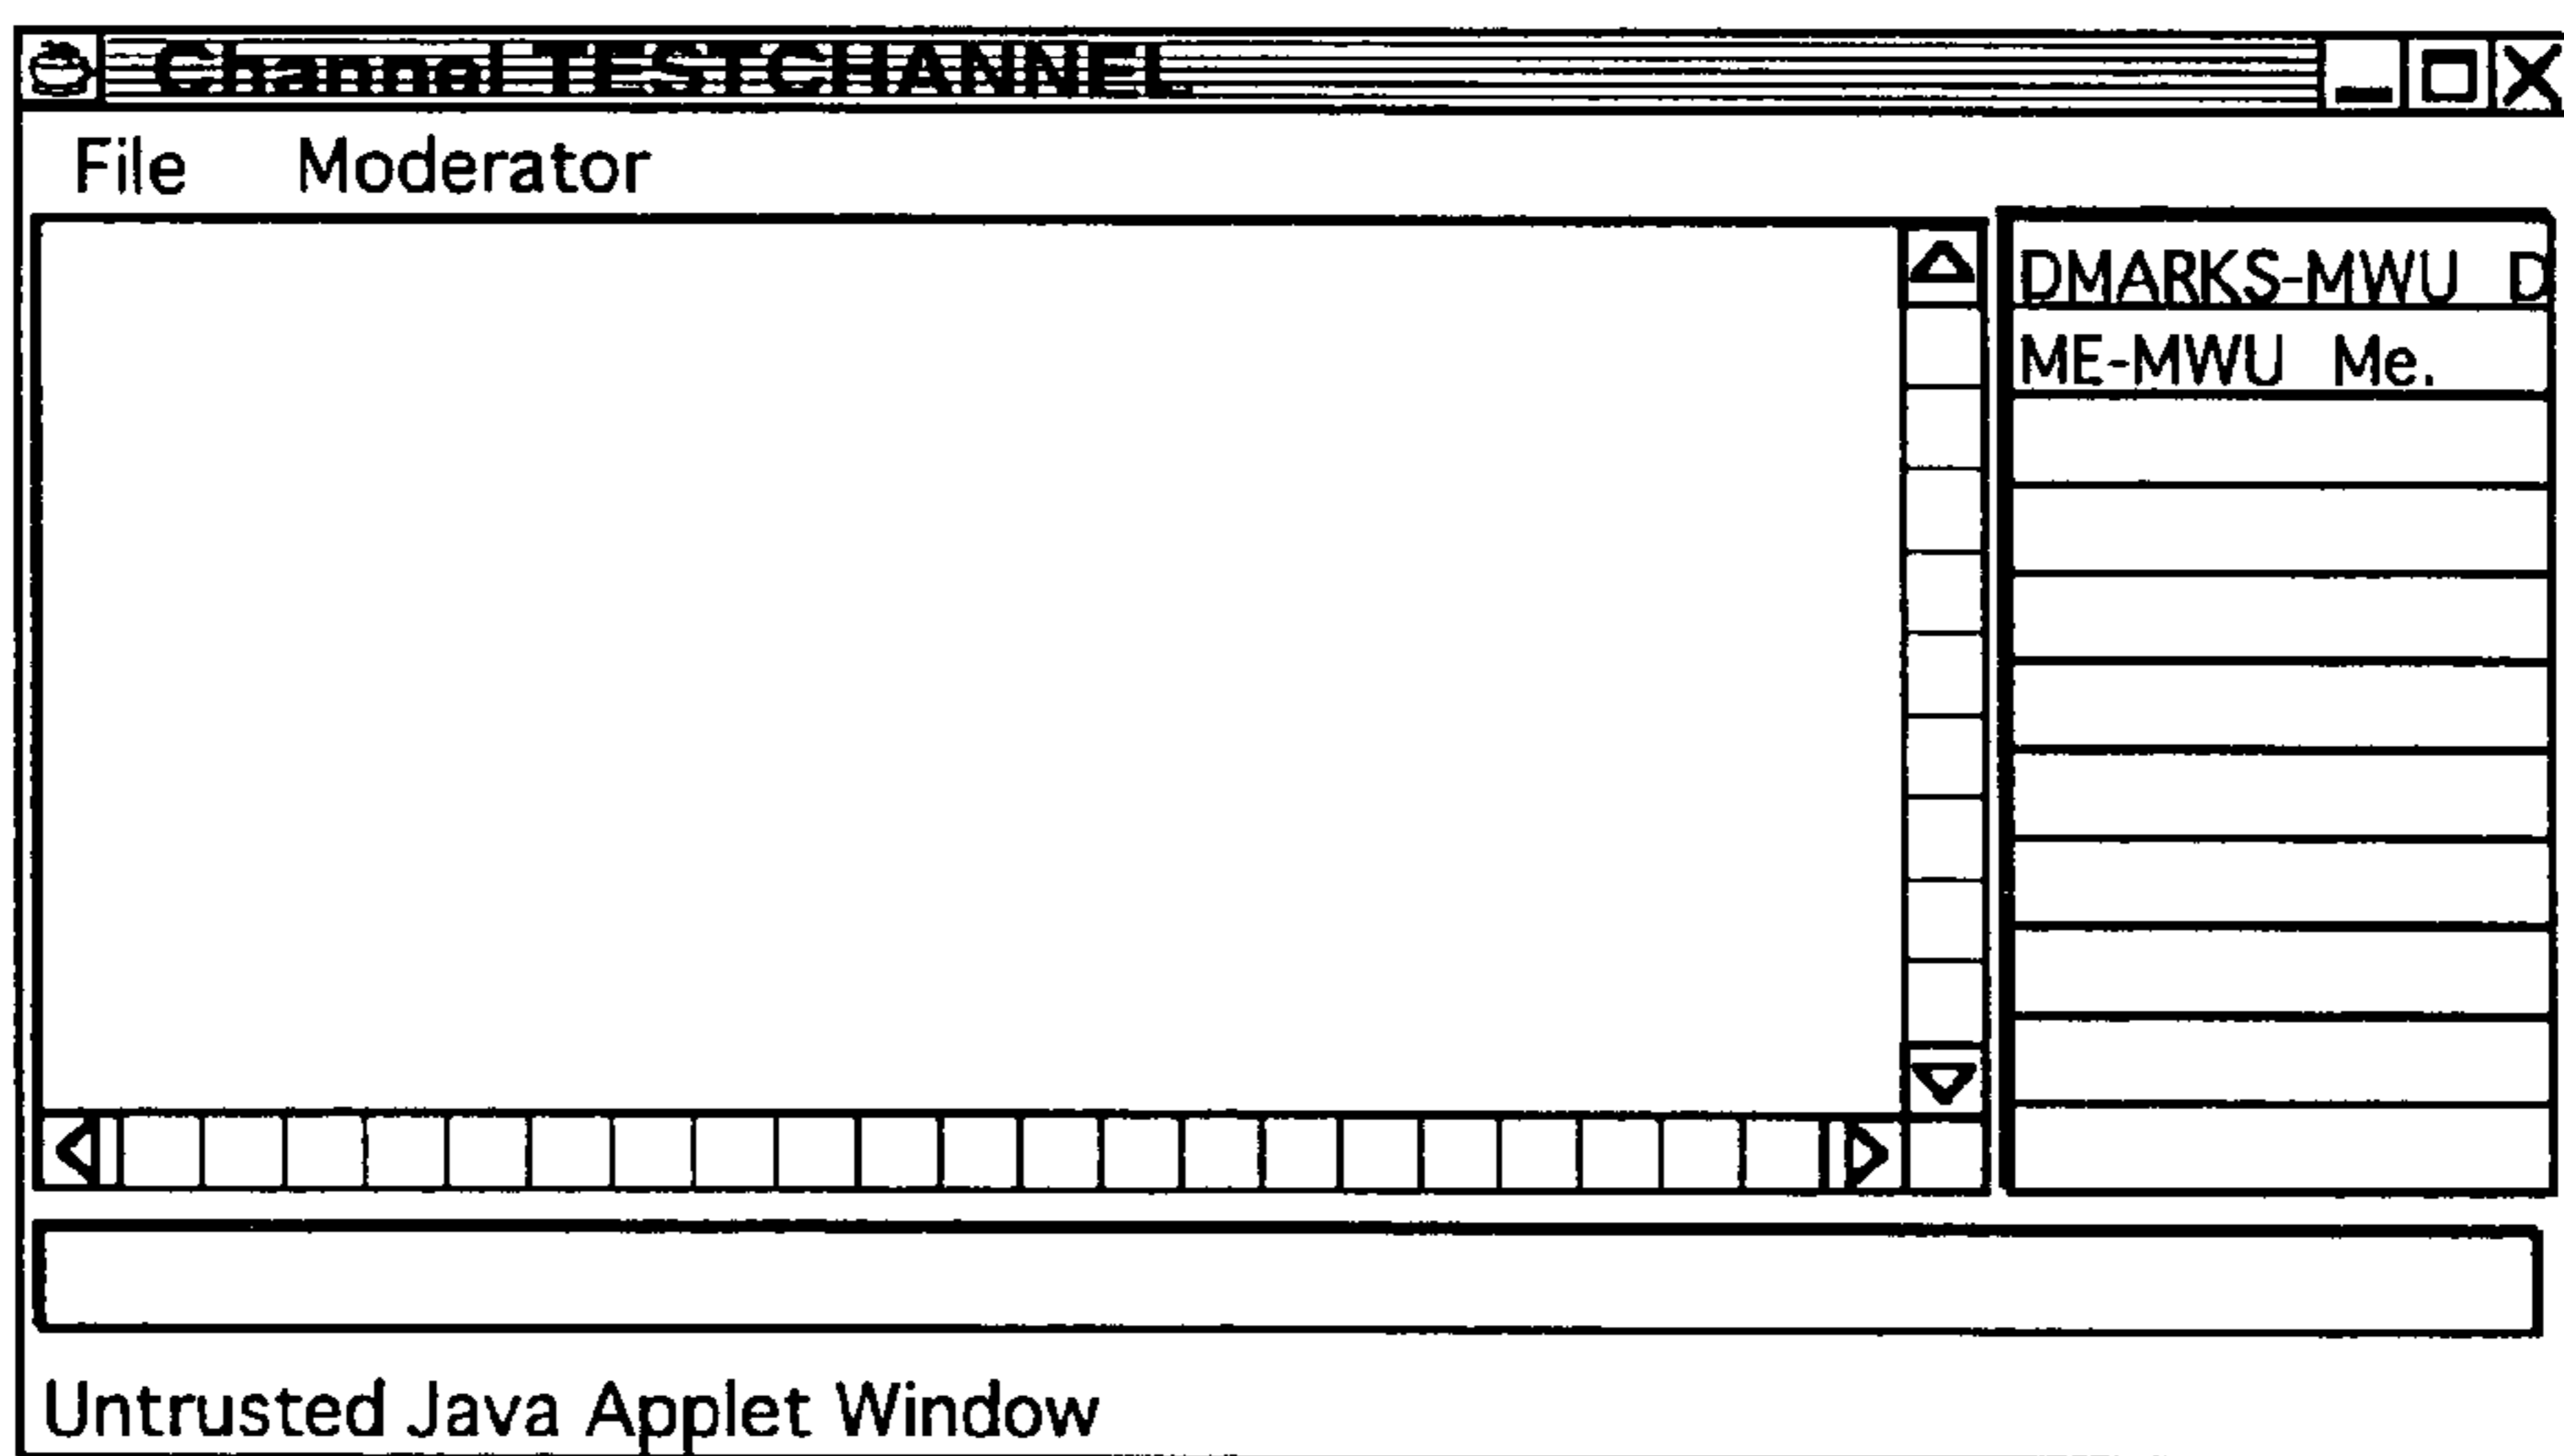 Channel TESTCHANNEL
File Moderator
DMARKS-MWU D
ME-MWU Me.
Untrusted Java Applet Window